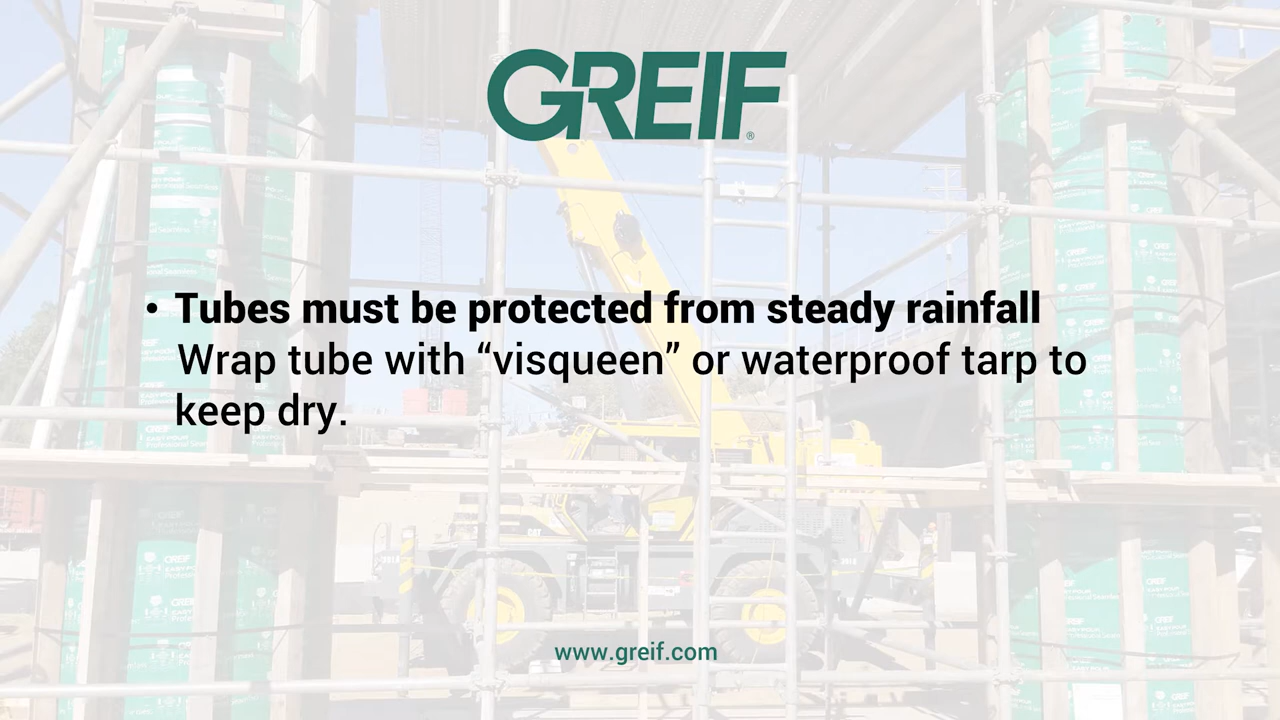 GREIF®
• Tubes must be protected from steady rainfall
Wrap tube with “visqueen” or waterproof tarp to
keep dry.
www.greif.com